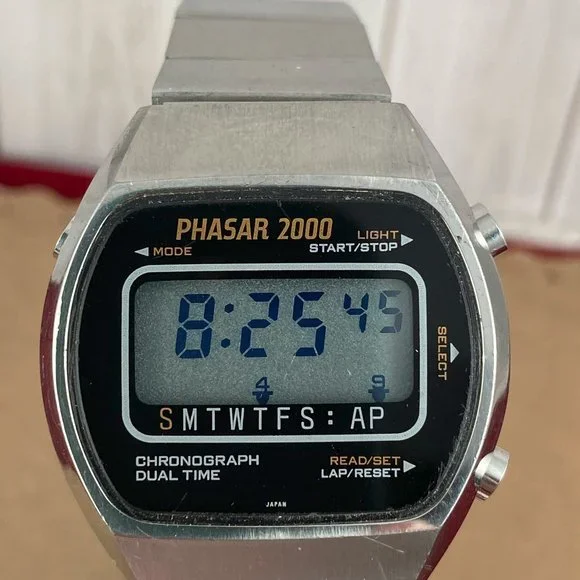 PHASAR 2000
LIGHT
MODE
START/STOP
8:25 45
SELECT
4 9
SMTWTFS: AP
CHRONOGRAPH
READ/SET
DUAL TIME
LAP/RESET
JAPAN